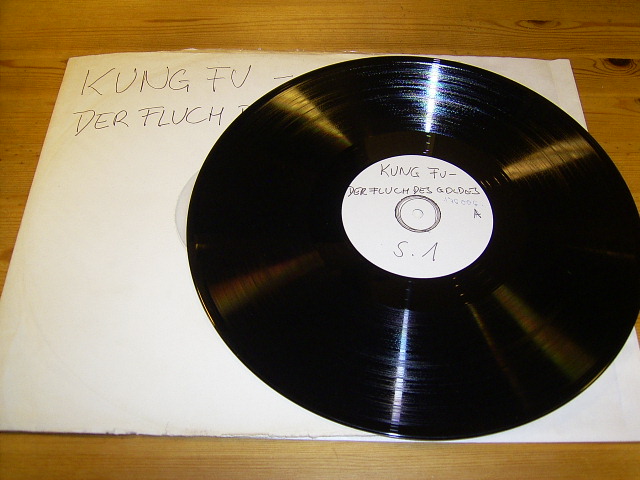 KUNG FU -
DER FLUCH
KUNG FU-
DER FLUCH DES GOLDES
A
S. 1